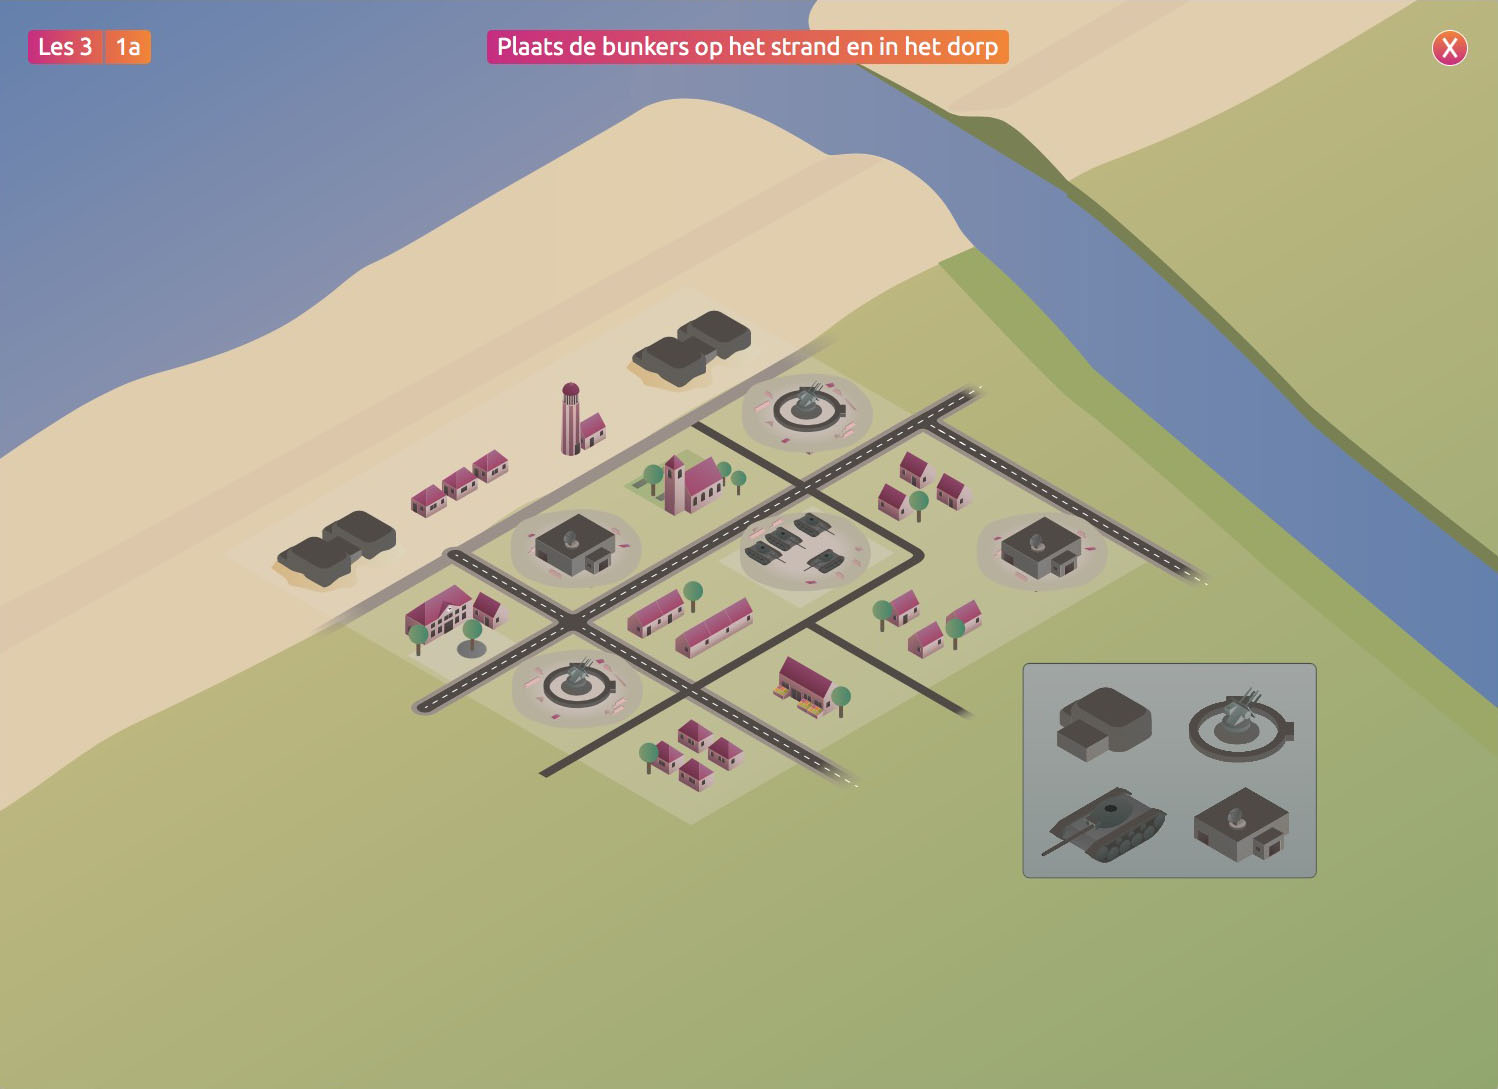 Les 3 1a
Plaats de bunkers op het strand en in het dorp
X